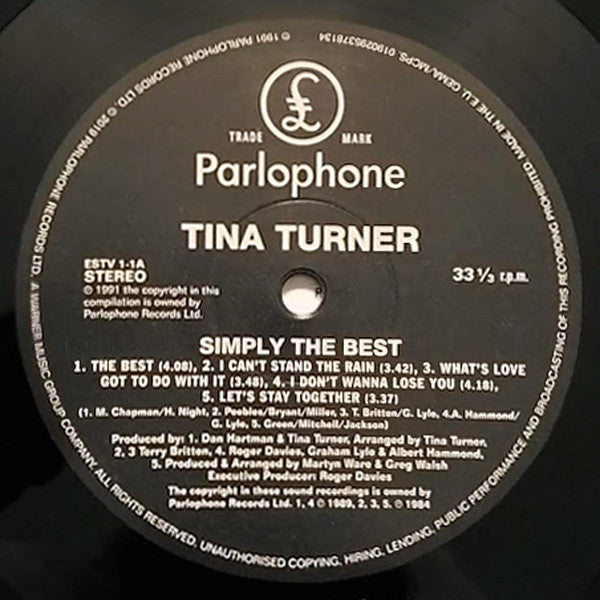 £
TRADE MARK
Parlophone
TINA TURNER
ESTV 1-1A
STEREO
℗ 1991 the copyright in this
compilation is owned by
Parlophone Records Ltd.
33 ⅓ r.p.m.
SIMPLY THE BEST
1. THE BEST (4.08), 2. I CAN'T STAND THE RAIN (3.42), 3. WHAT'S LOVE
GOT TO DO WITH IT (3.48), 4. I DON'T WANNA LOSE YOU (4.18),
5. LET'S STAY TOGETHER (3.37)
(1. M. Chapman/H. Night, 2. Peebles/Bryant/Miller, 3. T. Britten/G. Lyle, 4.A. Hammond/
G. Lyle, 5. Green/Mitchell/Jackson)
Produced by: 1. Dan Hartman & Tina Turner, Arranged by Tina Turner,
2, 3 Terry Britten, 4. Roger Davies, Graham Lyle & Albert Hammond,
5. Produced & Arranged by Martyn Ware & Greg Walsh
Executive Producer: Roger Davies
The copyright in these sound recordings is owned by
Parlophone Records Ltd. 1, 4 ℗ 1989, 2, 3, 5, ℗ 1984
℗ 1991 PARLOPHONE RECORDS LTD © 2019 PARLOPHONE RECORDS LTD. A WARNER MUSIC GROUP COMPANY. ALL RIGHTS RESERVED. UNAUTHORISED COPYING, HIRING, LENDING, PUBLIC PERFORMANCE AND BROADCASTING OF THIS RECORDING PROHIBITED. MADE IN THE E.U. GEMA/MCPS. 0190295378134